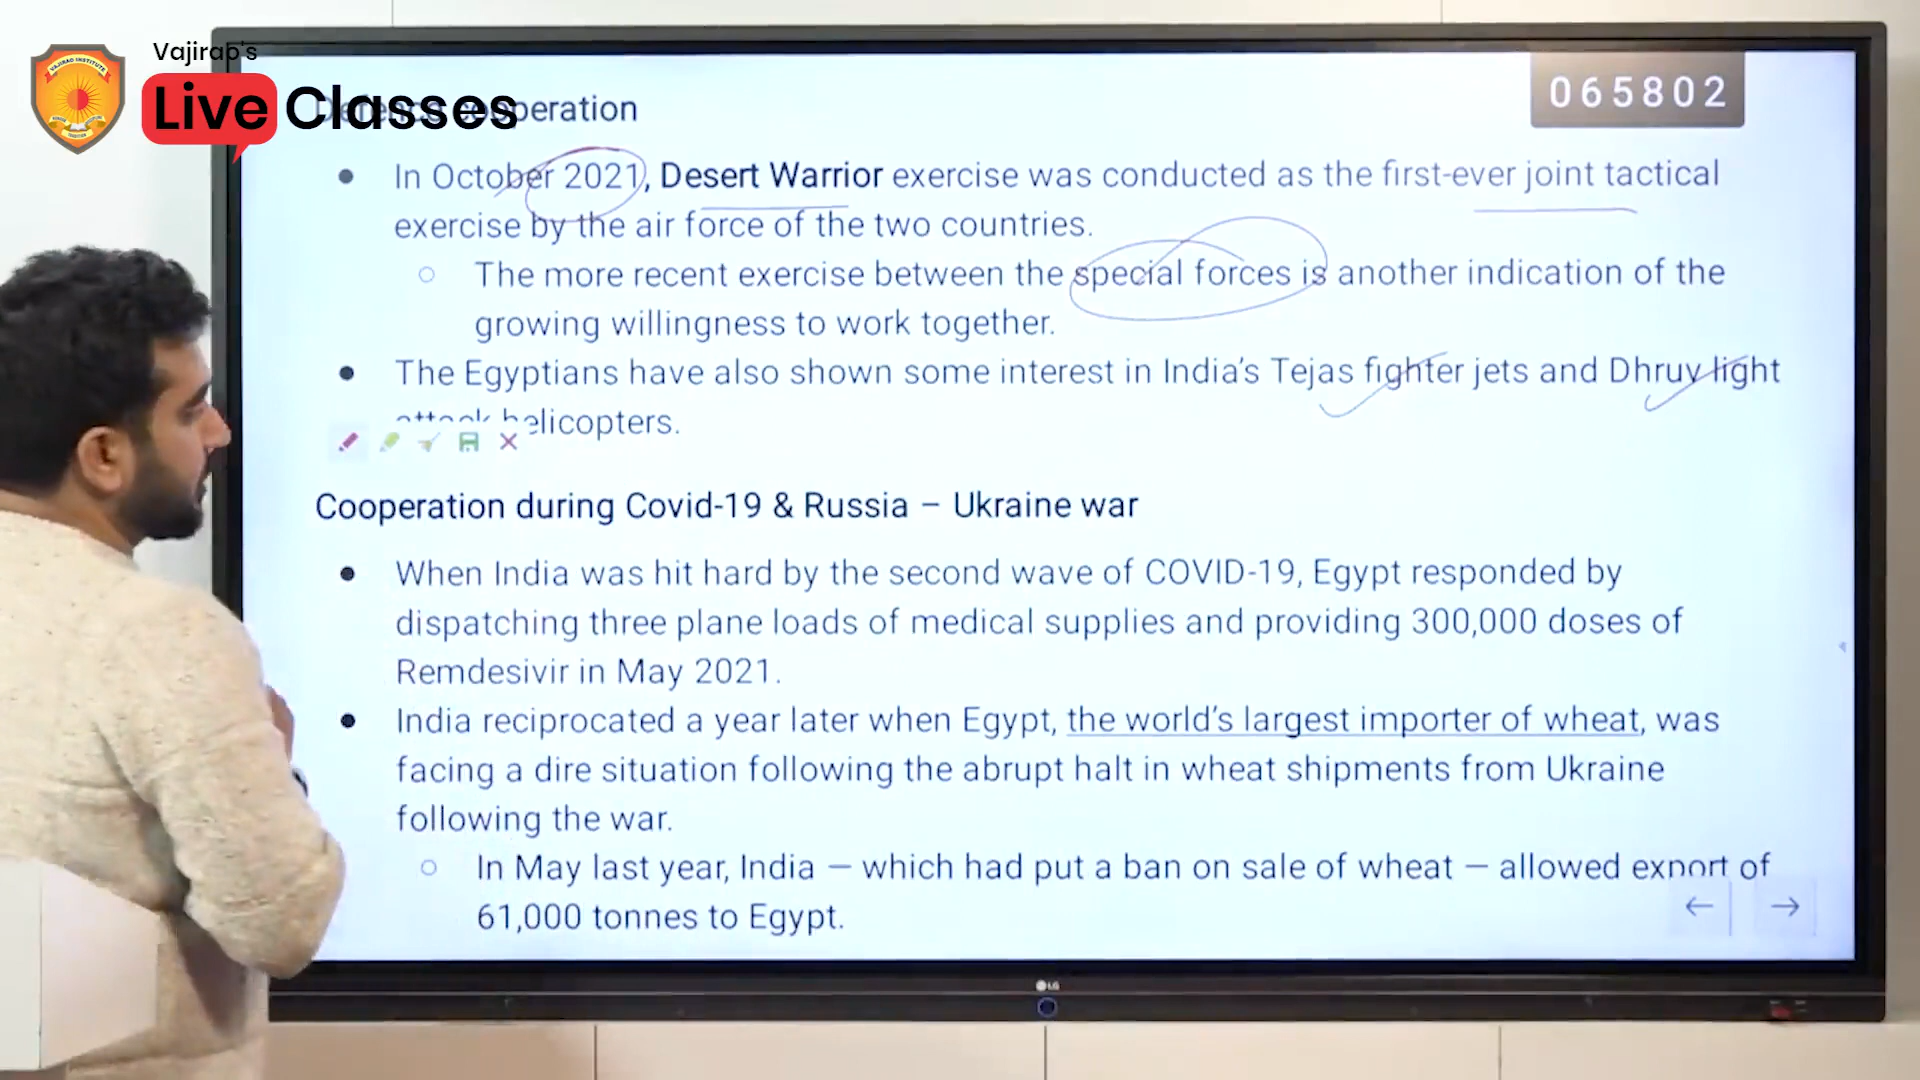 Vajirao's
Live Classes
VAJIRAO INSTITUTE
065802
Defence cooperation
• In October 2021, Desert Warrior exercise was conducted as the first-ever joint tactical
exercise by the air force of the two countries.
○ The more recent exercise between the special forces is another indication of the
growing willingness to work together.
• The Egyptians have also shown some interest in India's Tejas fighter jets and Dhruv light
attack helicopters.
Cooperation during Covid-19 & Russia – Ukraine war
• When India was hit hard by the second wave of COVID-19, Egypt responded by
dispatching three plane loads of medical supplies and providing 300,000 doses of
Remdesivir in May 2021.
• India reciprocated a year later when Egypt, the world's largest importer of wheat, was
facing a dire situation following the abrupt halt in wheat shipments from Ukraine
following the war.
○ In May last year, India — which had put a ban on sale of wheat — allowed export of
61,000 tonnes to Egypt.
LG